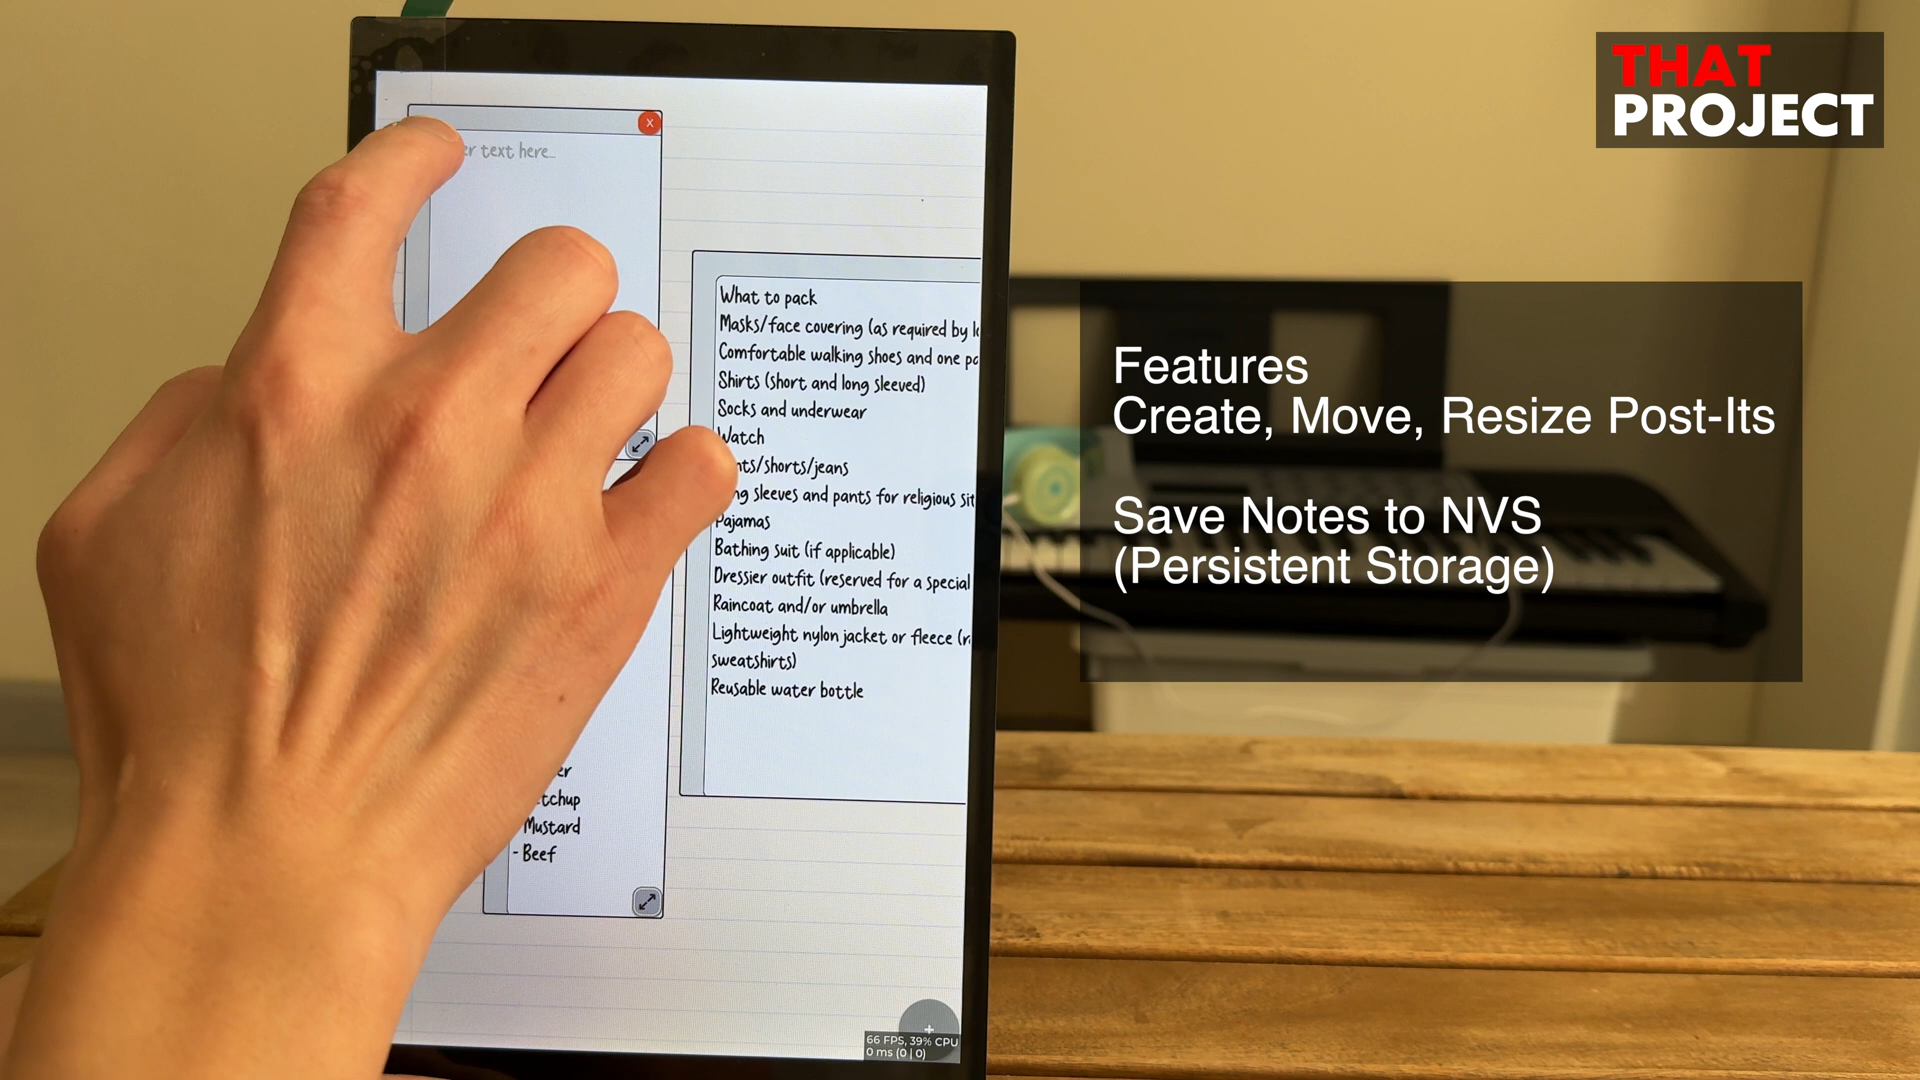 THAT
PROJECT
X
text here...
What to pack
Masks/face covering (as required by
Comfortable walking shoes and one
Shirts (short and long sleeved)
Socks and underwear
Watch
/shorts/jeans
sleeves and pants for religious
Pajamas
Bathing suit (if applicable)
Dressier outfit (reserved for a special
Raincoat and/or umbrella
Lightweight nylon jacket or fleece
sweatshirts)
Reusable water bottle
Mustard
- Beef
+
66 FPS, 39% CPU
0 ms (0 | 0)
Features
Create, Move, Resize Post-Its
Save Notes to NVS
(Persistent Storage)